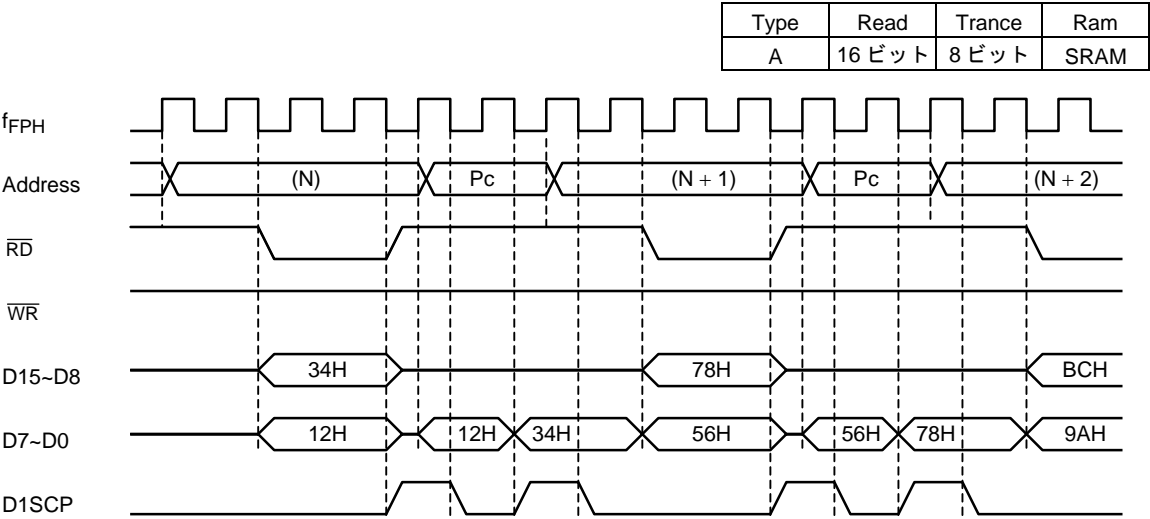 Type Read Trance Ram
A 16 ビット 8 ビット SRAM
fFPH
Address (N) Pc (N + 1) Pc (N + 2)
RD
WR
D15~D8 34H 78H BCH
D7~D0 12H 12H 34H 56H 56H 78H 9AH
D1SCP